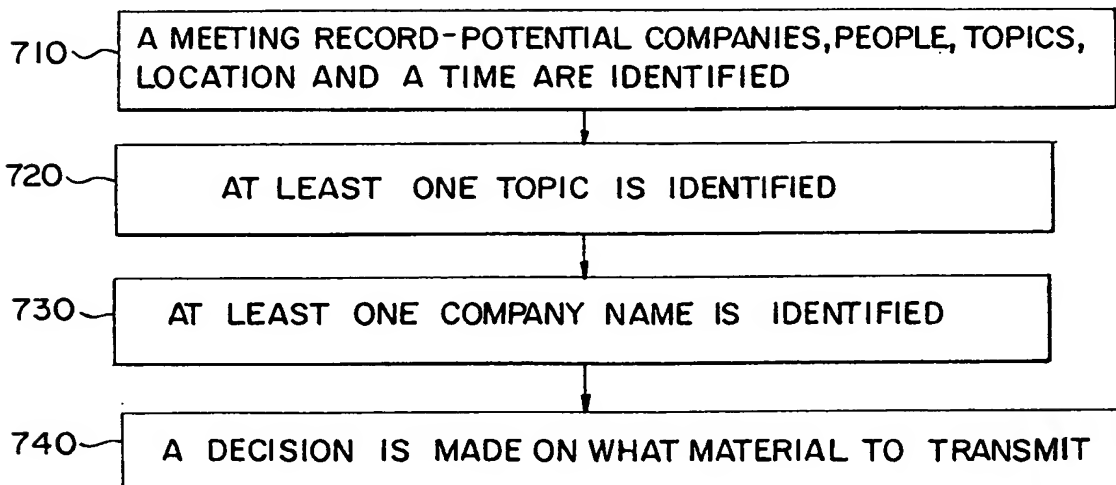 710
A MEETING RECORD-POTENTIAL COMPANIES, PEOPLE, TOPICS,
LOCATION AND A TIME ARE IDENTIFIED
720
AT LEAST ONE TOPIC IS IDENTIFIED
730
AT LEAST ONE COMPANY NAME IS IDENTIFIED
740
A DECISION IS MADE ON WHAT MATERIAL TO TRANSMIT